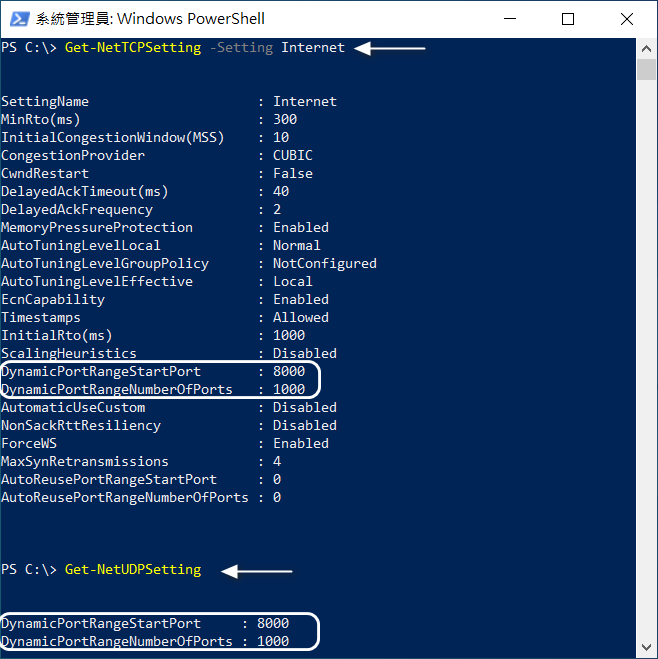 系統管理員: Windows PowerShell
PS C:\> Get-NetTCPSetting -Setting Internet
SettingName                     : Internet
MinRto(ms)                      : 300
InitialCongestionWindow(MSS)    : 10
CongestionProvider              : CUBIC
CwndRestart                     : False
DelayedAckTimeout(ms)           : 40
DelayedAckFrequency             : 2
MemoryPressureProtection        : Enabled
AutoTuningLevelLocal            : Normal
AutoTuningLevelGroupPolicy      : NotConfigured
AutoTuningLevelEffective        : Local
EcnCapability                   : Enabled
Timestamps                      : Allowed
InitialRto(ms)                  : 1000
ScalingHeuristics               : Disabled
DynamicPortRangeStartPort       : 8000
DynamicPortRangeNumberOfPorts   : 1000
AutomaticUseCustom              : Disabled
NonSackRttResiliency            : Disabled
ForceWS                         : Enabled
MaxSynRetransmissions           : 4
AutoReusePortRangeStartPort     : 0
AutoReusePortRangeNumberOfPorts : 0
PS C:\> Get-NetUDPSetting
DynamicPortRangeStartPort     : 8000
DynamicPortRangeNumberOfPorts : 1000